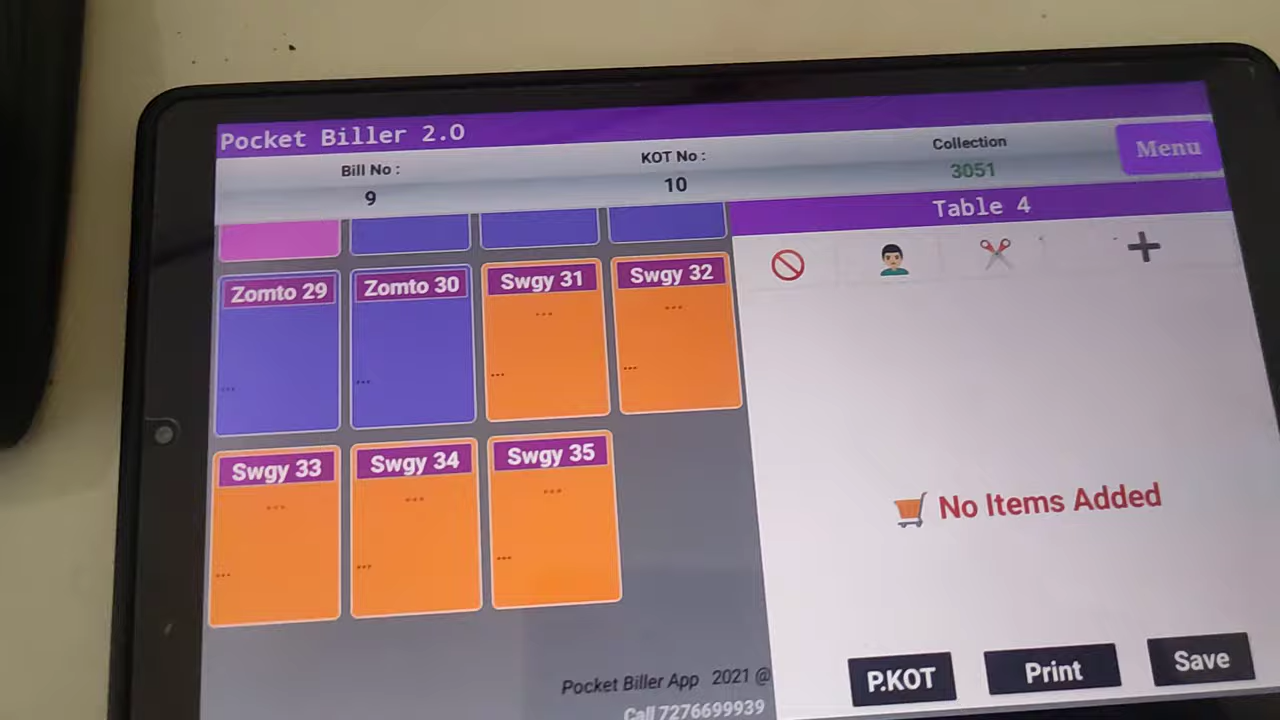 Pocket Biller 2.0
Bill No :
9
KOT No :
10
Collection
3051
Menu
Zomto 29
Zomto 30
Swgy 31
Swgy 32
Swgy 33
Swgy 34
Swgy 35
Pocket Biller App 2021 @
Call 7276699939
Table 4
No Items Added
P.KOT
Print
Save